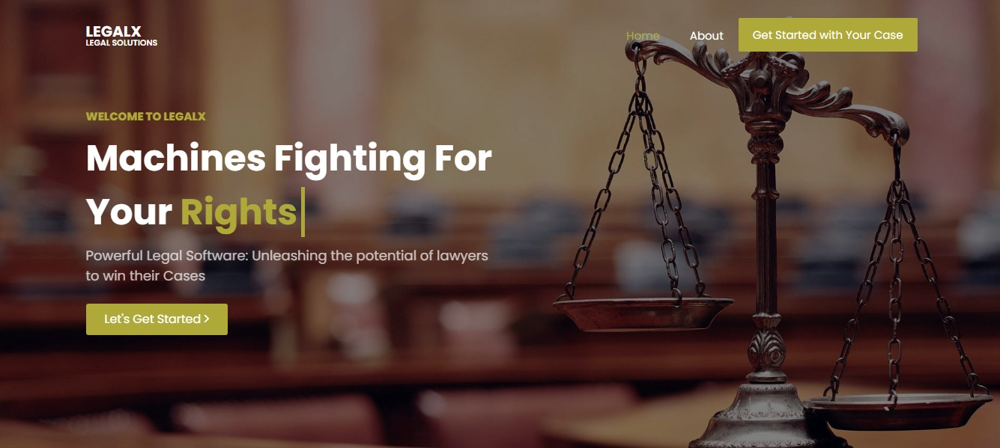 LEGALX
LEGAL SOLUTIONS
Home
About
Get Started with Your Case
WELCOME TO LEGALX
Machines Fighting For
Your Rights
Powerful Legal Software: Unleashing the potential of lawyers
to win their Cases
Let's Get Started >